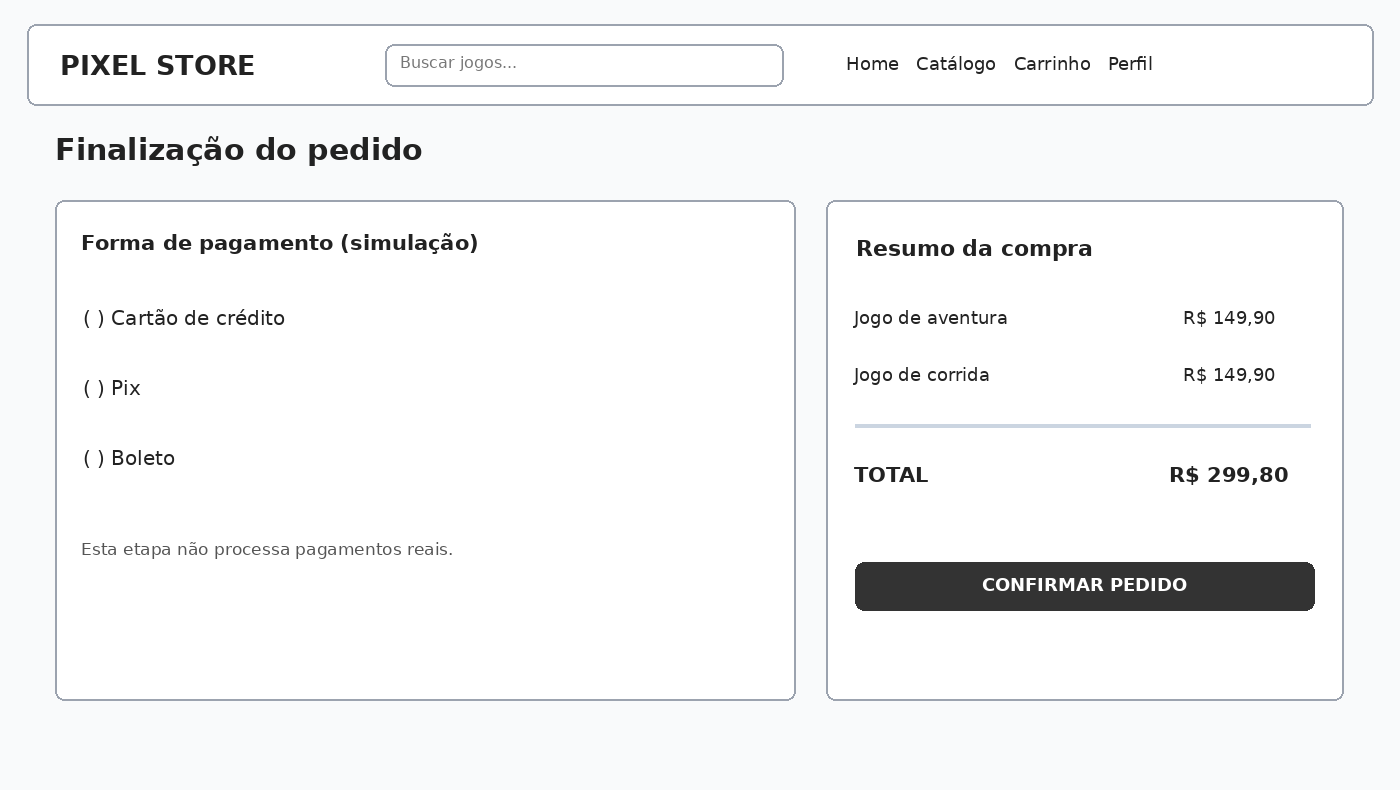 PIXEL STORE
Buscar jogos...
Home Catálogo Carrinho Perfil
Finalização do pedido
Forma de pagamento (simulação)
( ) Cartão de crédito
( ) Pix
( ) Boleto
Esta etapa não processa pagamentos reais.
Resumo da compra
Jogo de aventura R$ 149,90
Jogo de corrida R$ 149,90
TOTAL R$ 299,80
CONFIRMAR PEDIDO